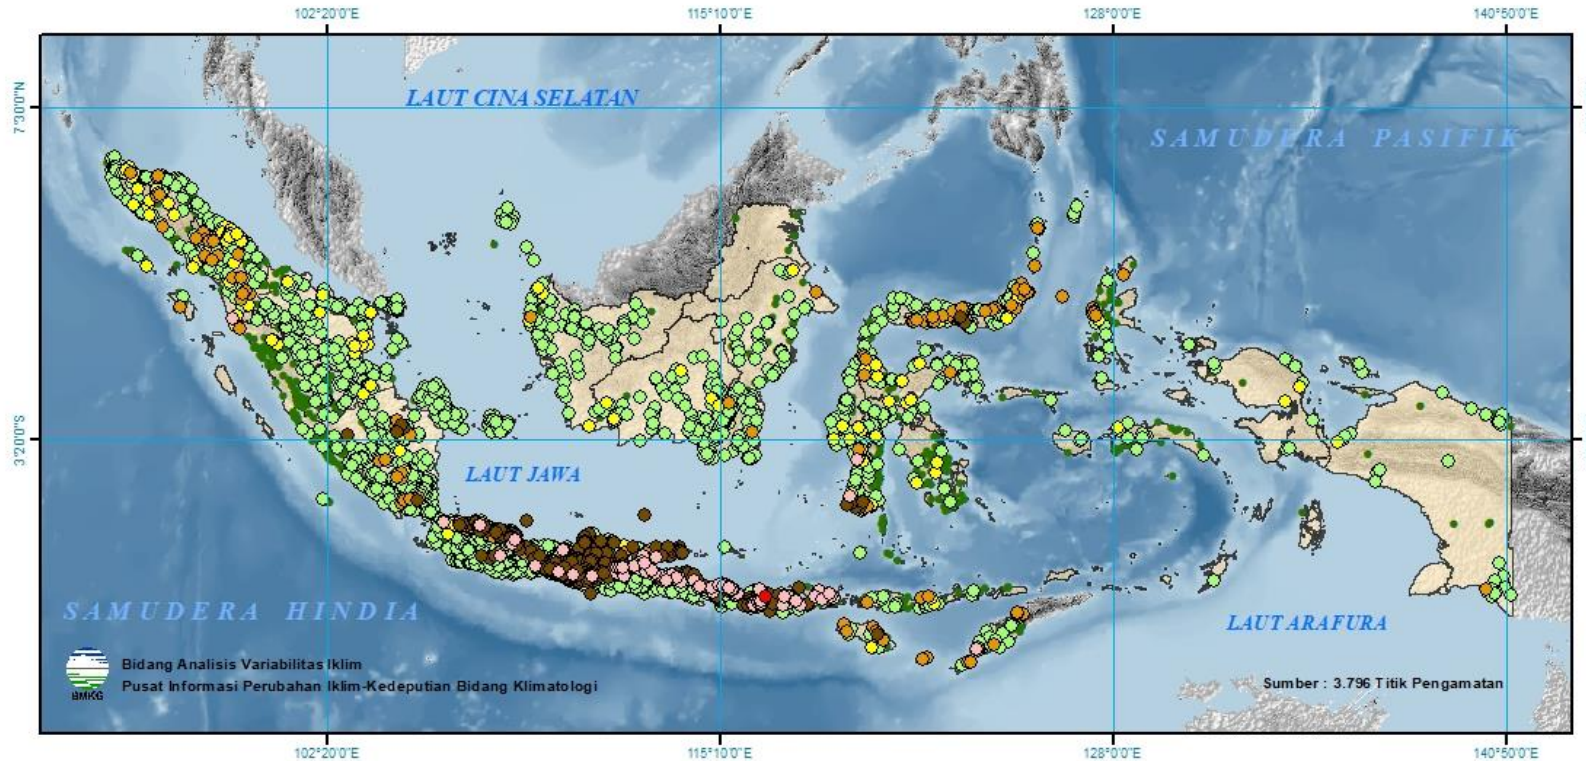 102°20'0"E 115°10'0"E 128°0'0"E 140°50'0"E
7°30'0"N
LAUT CINA SELATAN
SAMUDERA PASIFIK
3°20'0"S
LAUT JAWA
SAMUDERA HINDIA
LAUT ARAFURA
BMKG
Bidang Analisis Variabilitas Iklim
Pusat Informasi Perubahan Iklim-Kedeputian Bidang Klimatologi
Sumber : 3.796 Titik Pengamatan
102°20'0"E 115°10'0"E 128°0'0"E 140°50'0"E